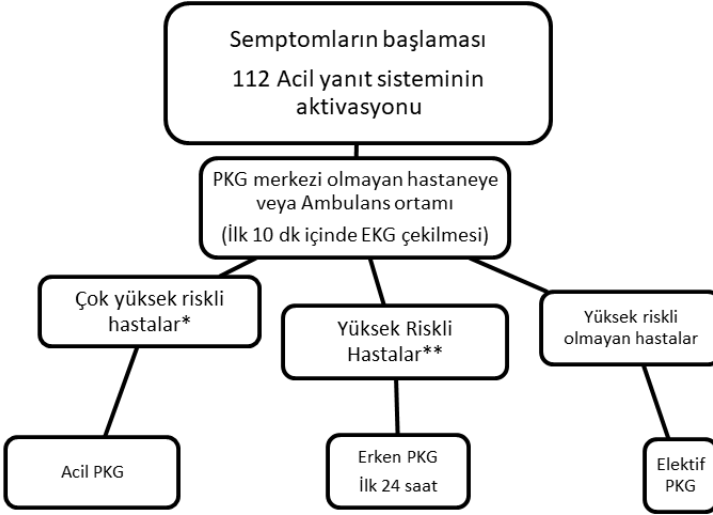 Semptomların başlaması
112 Acil yanıt sisteminin
aktivasyonu
PKG merkezi olmayan hastaneye
veya Ambulans ortamı
(İlk 10 dk içinde EKG çekilmesi)
Çok yüksek riskli
hastalar*
Yüksek Riskli
Hastalar**
Yüksek riskli
olmayan hastalar
Acil PKG
Erken PKG
İlk 24 saat
Elektif
PKG